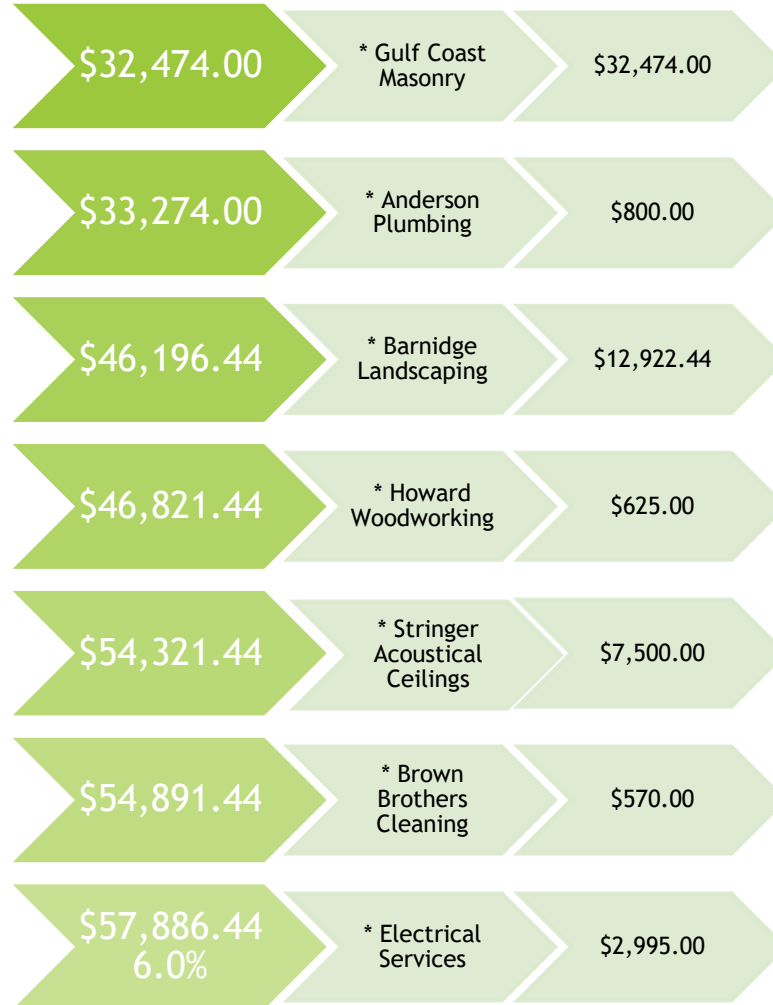 $32,474.00
* Gulf Coast
Masonry
$32,474.00
$33,274.00
* Anderson
Plumbing
$800.00
$46,196.44
* Barnidge
Landscaping
$12,922.44
$46,821.44
* Howard
Woodworking
$625.00
$54,321.44
* Stringer
Acoustical
Ceilings
$7,500.00
$54,891.44
* Brown
Brothers
Cleaning
$570.00
$57,886.44
6.0%
* Electrical
Services
$2,995.00